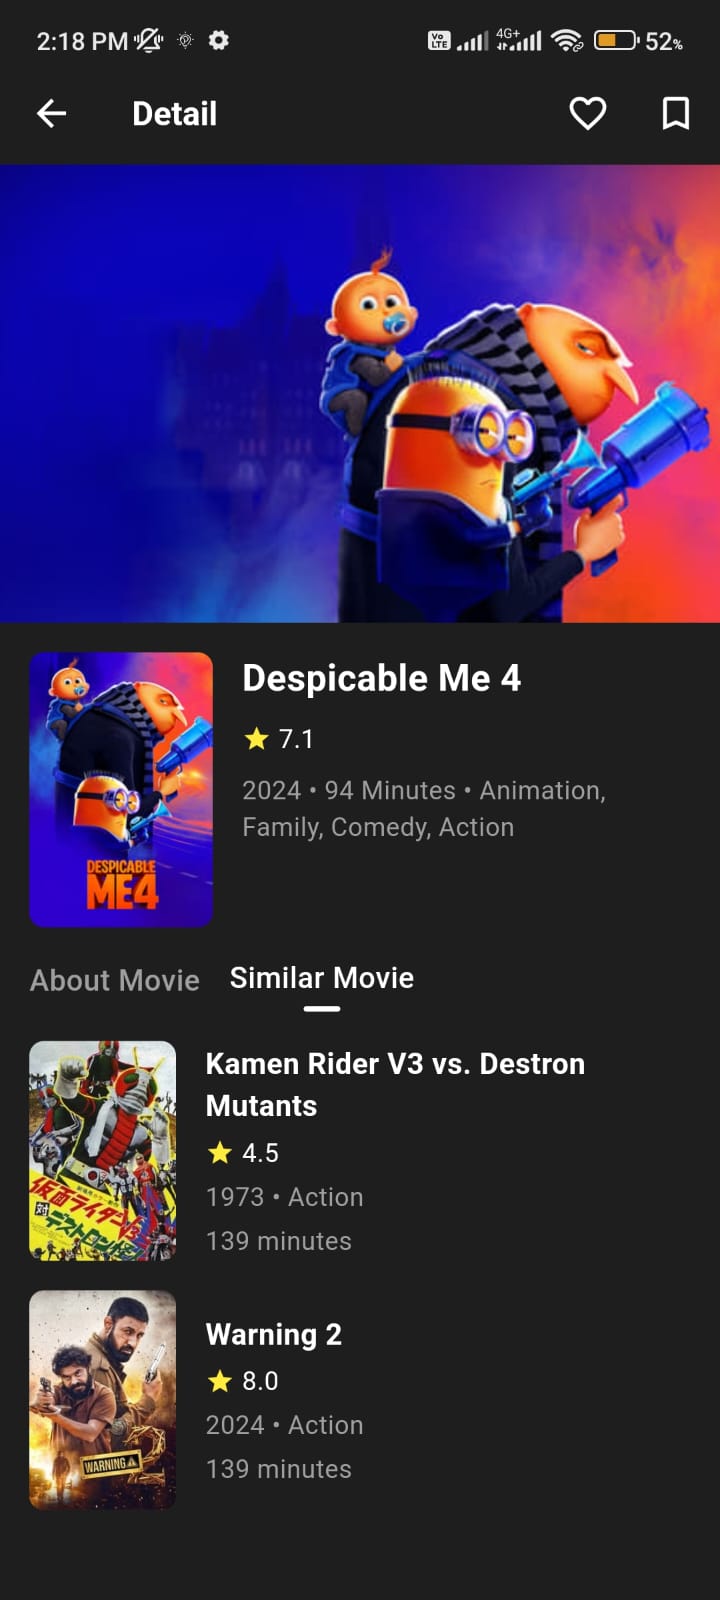 2:18 PM
Vo
LTE
4G+
52%
Detail
Despicable Me 4
7.1
2024 • 94 Minutes • Animation,
Family, Comedy, Action
DESPICABLE
ME4
About Movie
Similar Movie
Kamen Rider V3 vs. Destron
Mutants
4.5
1973 • Action
139 minutes
仮面ライダーV3
対
デストロン怪人
Warning 2
8.0
2024 • Action
139 minutes
WARNING
2